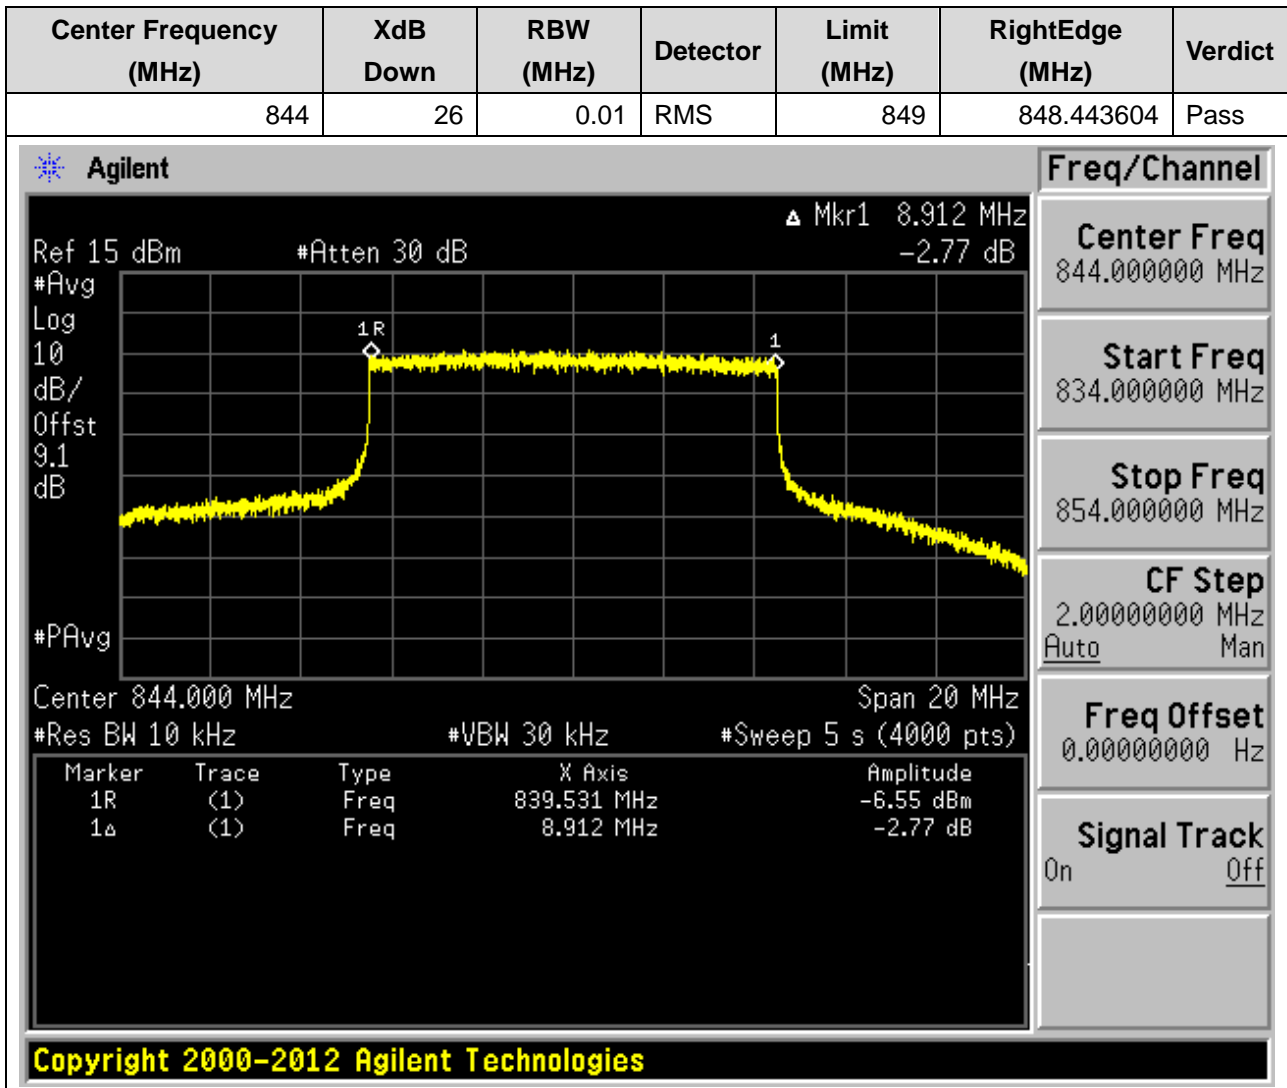 Center Frequency (MHz) XdB Down RBW (MHz) Detector Limit (MHz) RightEdge (MHz) Verdict
844 26 0.01 RMS 849 848.443604 Pass
Agilent
Freq/Channel
Δ Mkr1 8.912 MHz
Ref 15 dBm #Atten 30 dB -2.77 dB
#Avg
Log
10
dB/
Offst
9.1
dB
1R
1
#PAvg
Center 844.000 MHz Span 20 MHz
#Res BW 10 kHz #VBW 30 kHz #Sweep 5 s (4000 pts)
Marker Trace Type X Axis Amplitude
1R (1) Freq 839.531 MHz -6.55 dBm
1Δ (1) Freq 8.912 MHz -2.77 dB
Center Freq
844.000000 MHz
Start Freq
834.000000 MHz
Stop Freq
854.000000 MHz
CF Step
2.00000000 MHz
Auto Man
Freq Offset
0.00000000 Hz
Signal Track
On Off
Copyright 2000-2012 Agilent Technologies